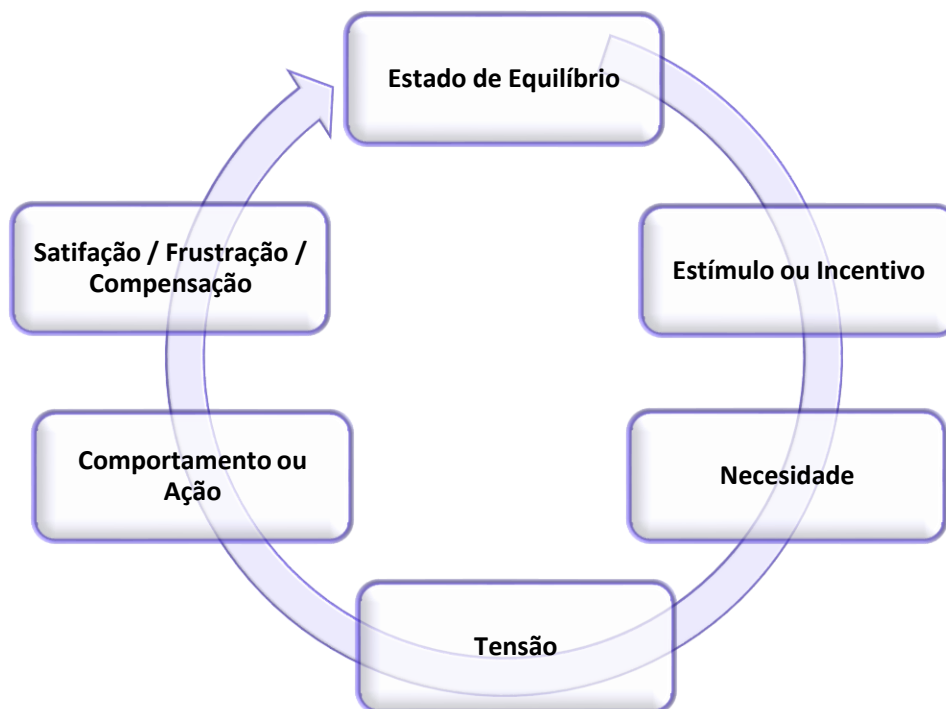 Estado de Equilíbrio
Estímulo ou Incentivo
Necesidade
Tensão
Comportamento ou
Ação
Satifação / Frustração /
Compensação